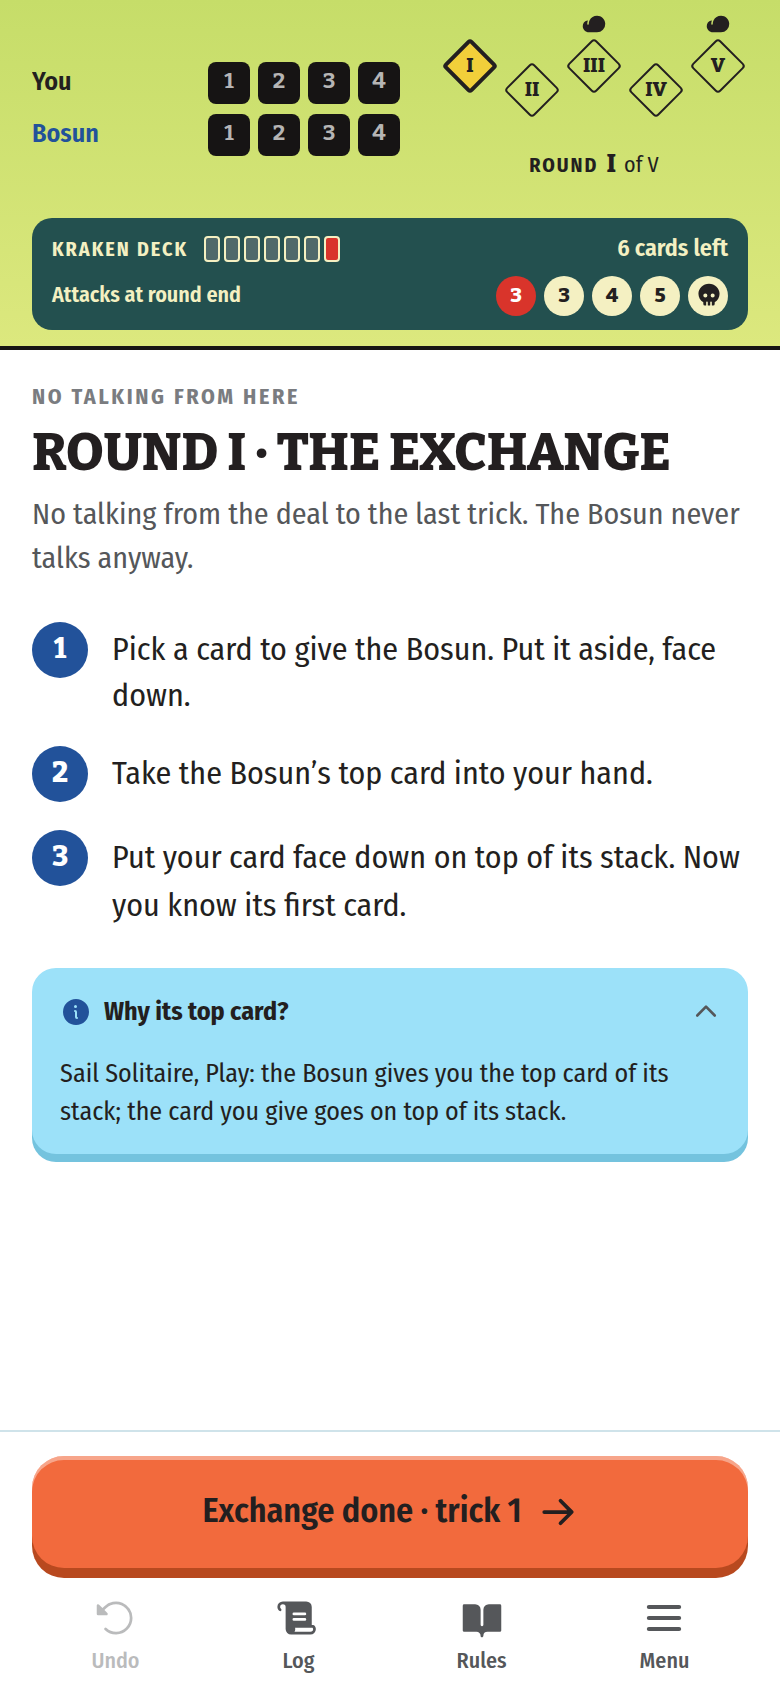 You 1 2 3 4
Bosun 1 2 3 4
I II III IV V
ROUND I of V
KRAKEN DECK 6 cards left
Attacks at round end 3 3 4 5
NO TALKING FROM HERE
ROUND I · THE EXCHANGE
No talking from the deal to the last trick. The Bosun never
talks anyway.
1 Pick a card to give the Bosun. Put it aside, face
down.
2 Take the Bosun’s top card into your hand.
3 Put your card face down on top of its stack. Now
you know its first card.
i Why its top card?
Sail Solitaire, Play: the Bosun gives you the top card of its
stack; the card you give goes on top of its stack.
Exchange done · trick 1 →
Undo Log Rules Menu